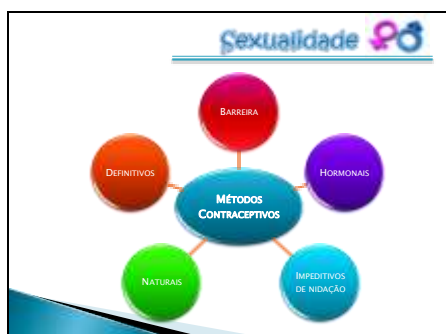 Sexualidade
BARREIRA
DEFINITIVOS
HORMONAIS
MÉTODOS
CONTRACEPTIVOS
NATURAIS
IMPEDITIVOS
DE NIDAÇÃO